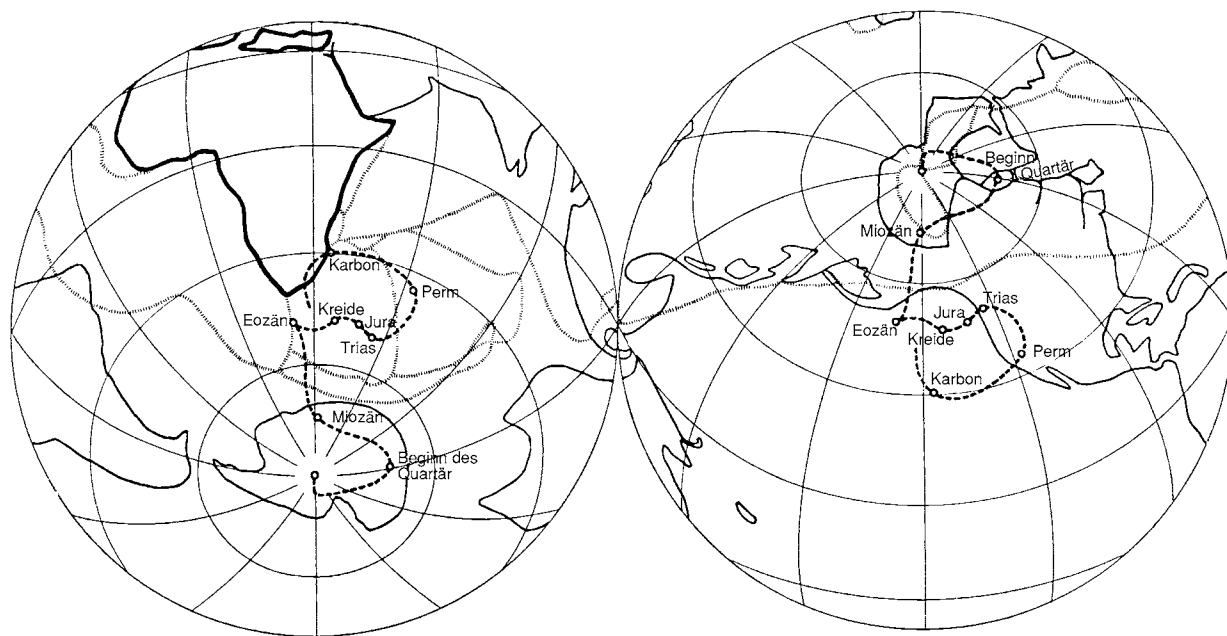 Karbon
Perm
Kreide
Eozän
Jura
Trias
Miozän
Beginn des
Quartär
Beginn
Quartär
Miozän
Trias
Jura
Eozän
Kreide
Perm
Karbon